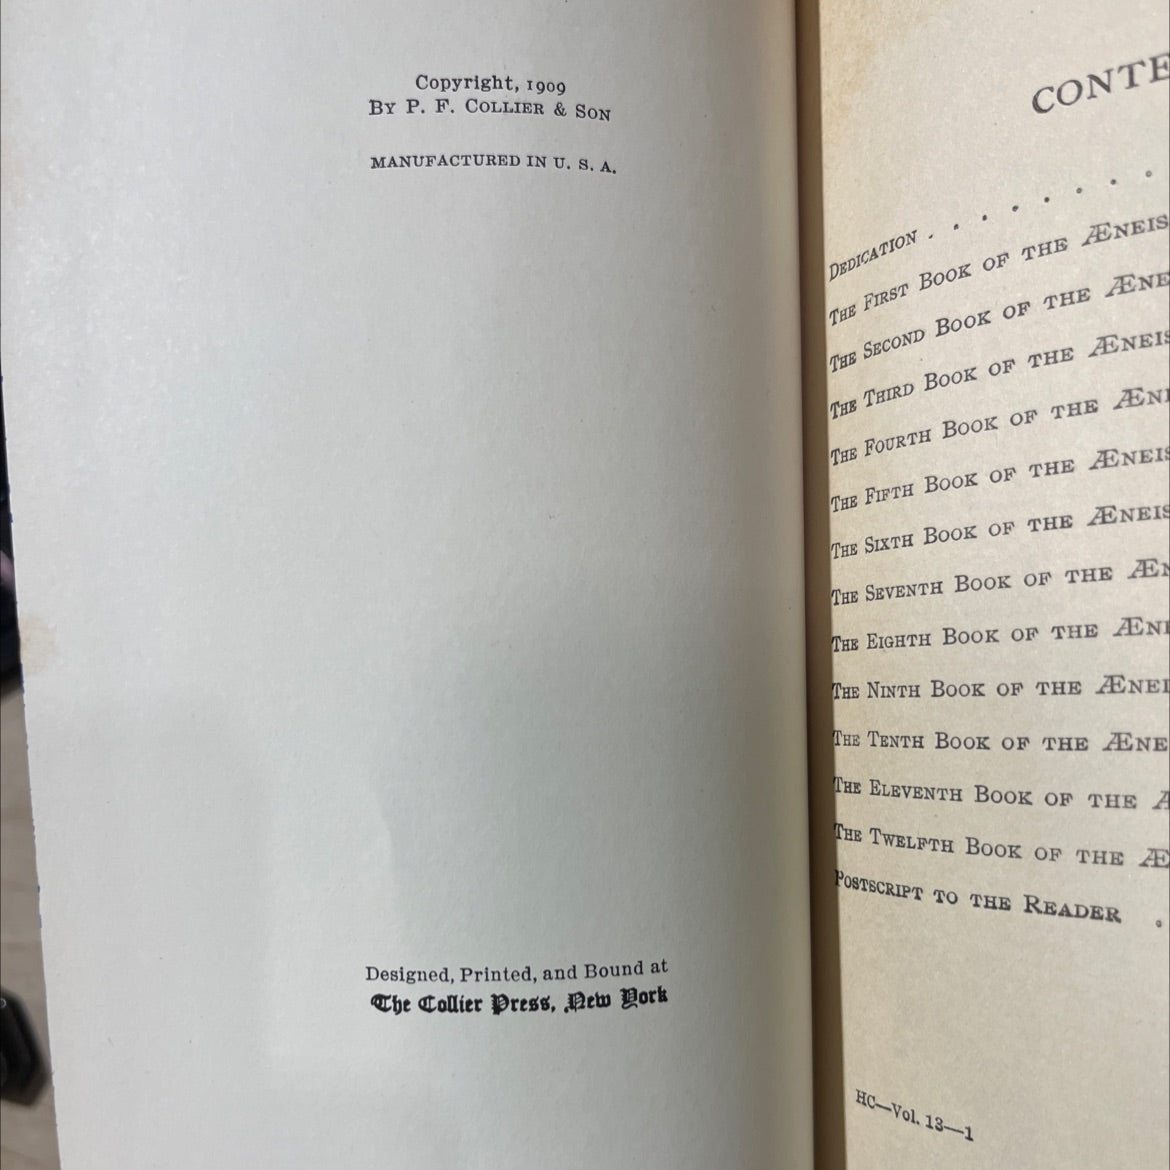 Copyright, 1909
By P. F. Collier & Son
MANUFACTURED IN U. S. A.
Designed, Printed, and Bound at
The Collier Press, New York
CONTE
Dedication . . . . . . . .
The First Book of the Æneis
The Second Book of the Æne
The Third Book of the Æneis
The Fourth Book of the Æni
The Fifth Book of the Æneis
The Sixth Book of the Æneis
The Seventh Book of the Æn
The Eighth Book of the Æni
The Ninth Book of the Ænei
The Tenth Book of the Æne
The Eleventh Book of the Æ
The Twelfth Book of the Æ
Postscript to the Reader .
HC—Vol. 13—1